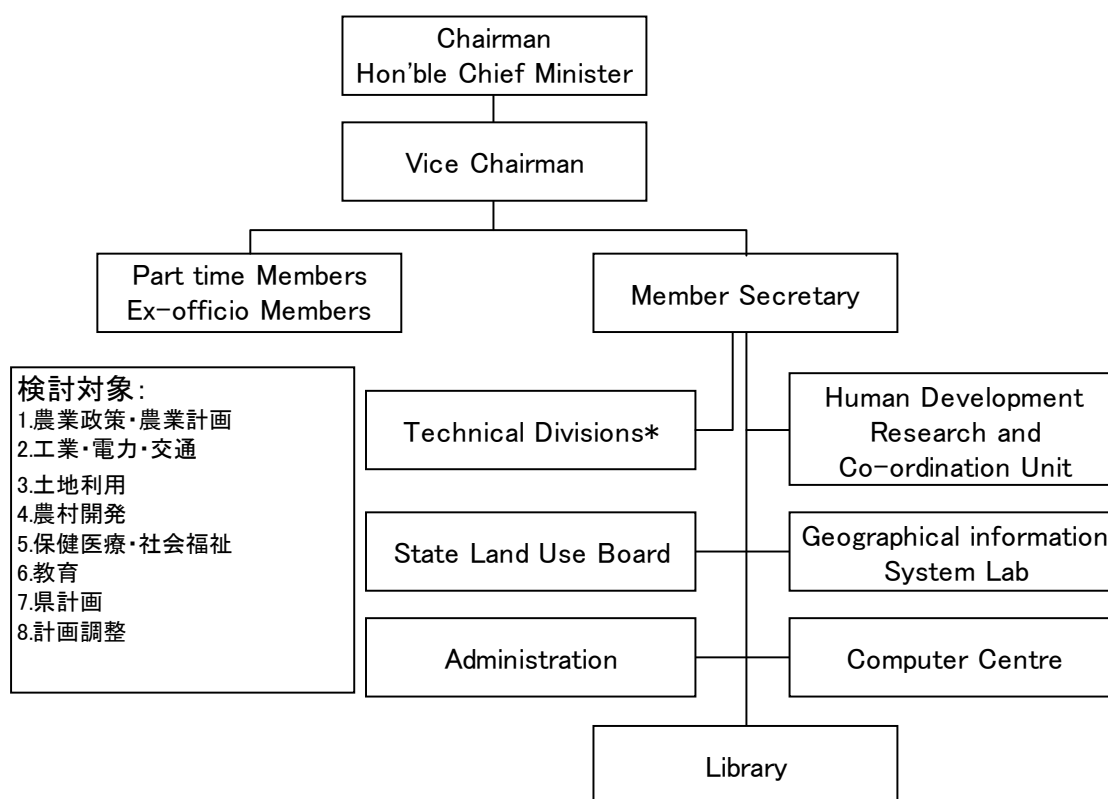 Chairman
Hon'ble Chief Minister
Vice Chairman
Part time Members
Ex-officio Members
Member Secretary
検討対象:
1.農業政策・農業計画
2.工業・電力・交通
3.土地利用
4.農村開発
5.保健医療・社会福祉
6.教育
7.県計画
8.計画調整
Technical Divisions*
Human Development
Research and
Co-ordination Unit
State Land Use Board
Geographical information
System Lab
Administration
Computer Centre
Library